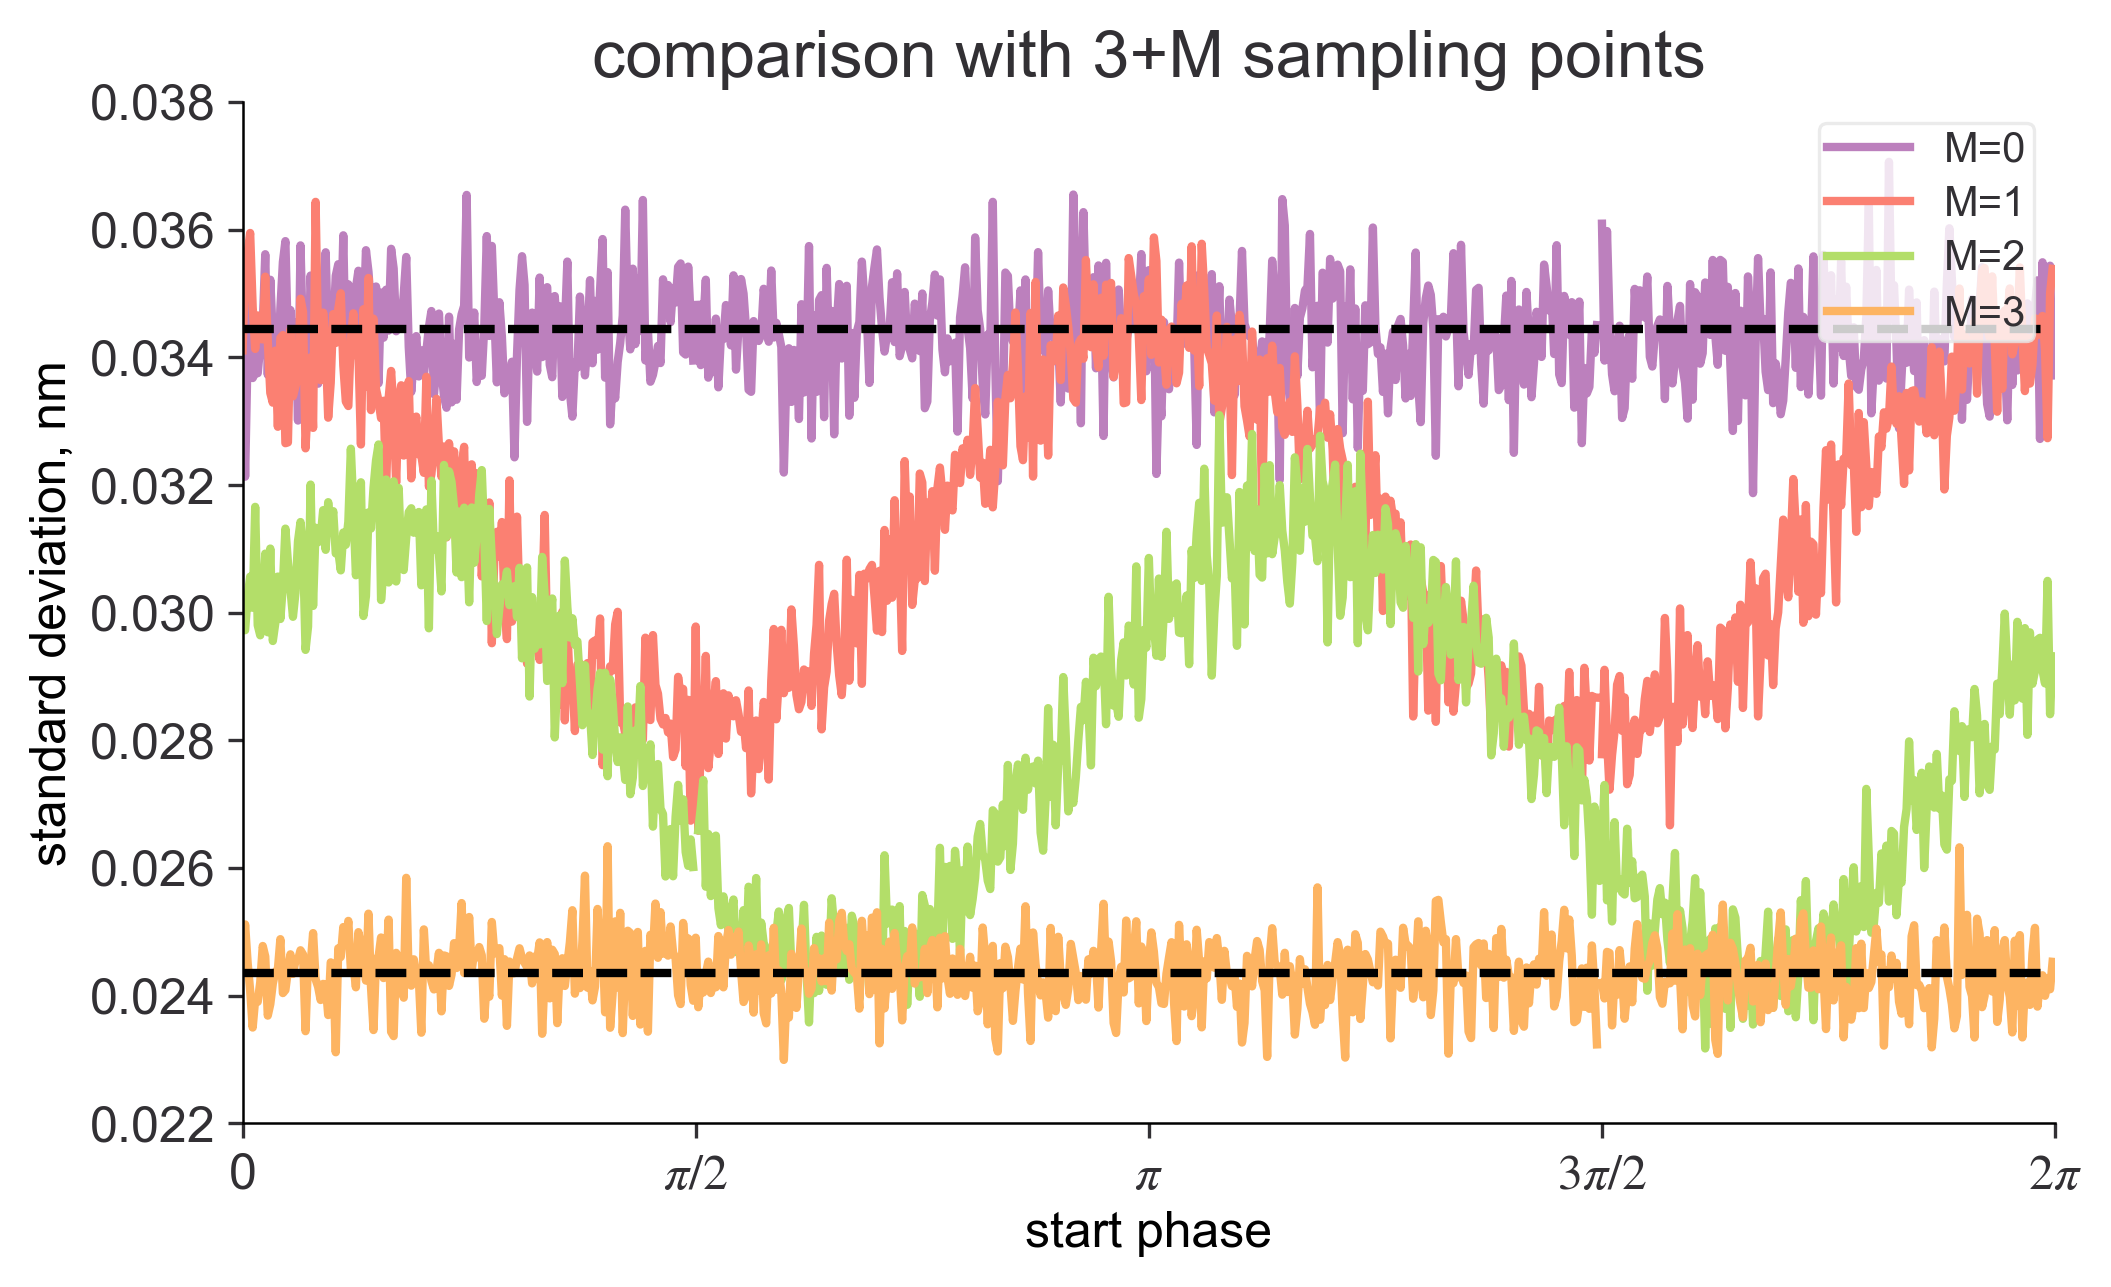 comparison with 3+M sampling points
0.038
0.036
0.034
0.032
0.030
0.028
0.026
0.024
0.022
standard deviation, nm
M=0
M=1
M=2
M=3
0
π/2
π
3π/2
2π
start phase